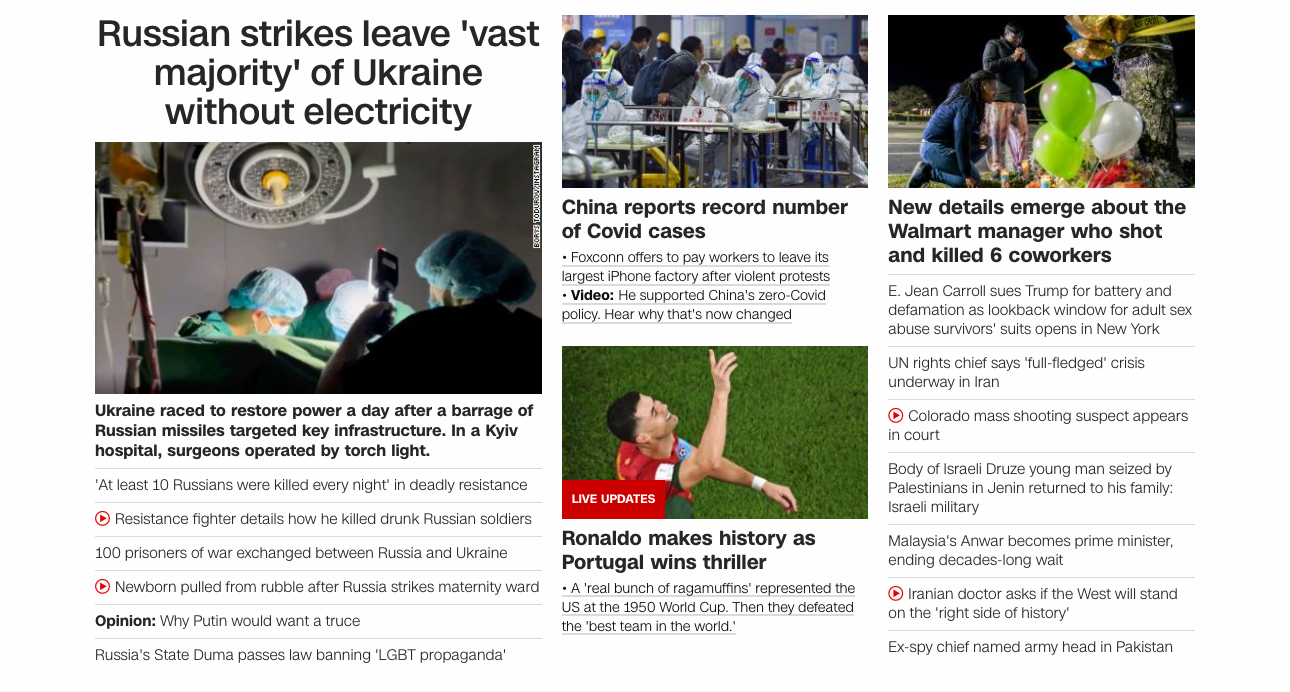 Russian strikes leave 'vast
majority' of Ukraine
without electricity
BORYS TODUROV/INSTAGRAM
Ukraine raced to restore power a day after a barrage of
Russian missiles targeted key infrastructure. In a Kyiv
hospital, surgeons operated by torch light.
'At least 10 Russians were killed every night' in deadly resistance
Resistance fighter details how he killed drunk Russian soldiers
100 prisoners of war exchanged between Russia and Ukraine
Newborn pulled from rubble after Russia strikes maternity ward
Opinion: Why Putin would want a truce
Russia's State Duma passes law banning 'LGBT propaganda'
China reports record number
of Covid cases
• Foxconn offers to pay workers to leave its
largest iPhone factory after violent protests
• Video: He supported China's zero-Covid
policy. Hear why that's now changed
LIVE UPDATES
Ronaldo makes history as
Portugal wins thriller
• A 'real bunch of ragamuffins' represented the
US at the 1950 World Cup. Then they defeated
the 'best team in the world.'
New details emerge about the
Walmart manager who shot
and killed 6 coworkers
E. Jean Carroll sues Trump for battery and
defamation as lookback window for adult sex
abuse survivors' suits opens in New York
UN rights chief says 'full-fledged' crisis
underway in Iran
Colorado mass shooting suspect appears
in court
Body of Israeli Druze young man seized by
Palestinians in Jenin returned to his family:
Israeli military
Malaysia's Anwar becomes prime minister,
ending decades-long wait
Iranian doctor asks if the West will stand
on the 'right side of history'
Ex-spy chief named army head in Pakistan